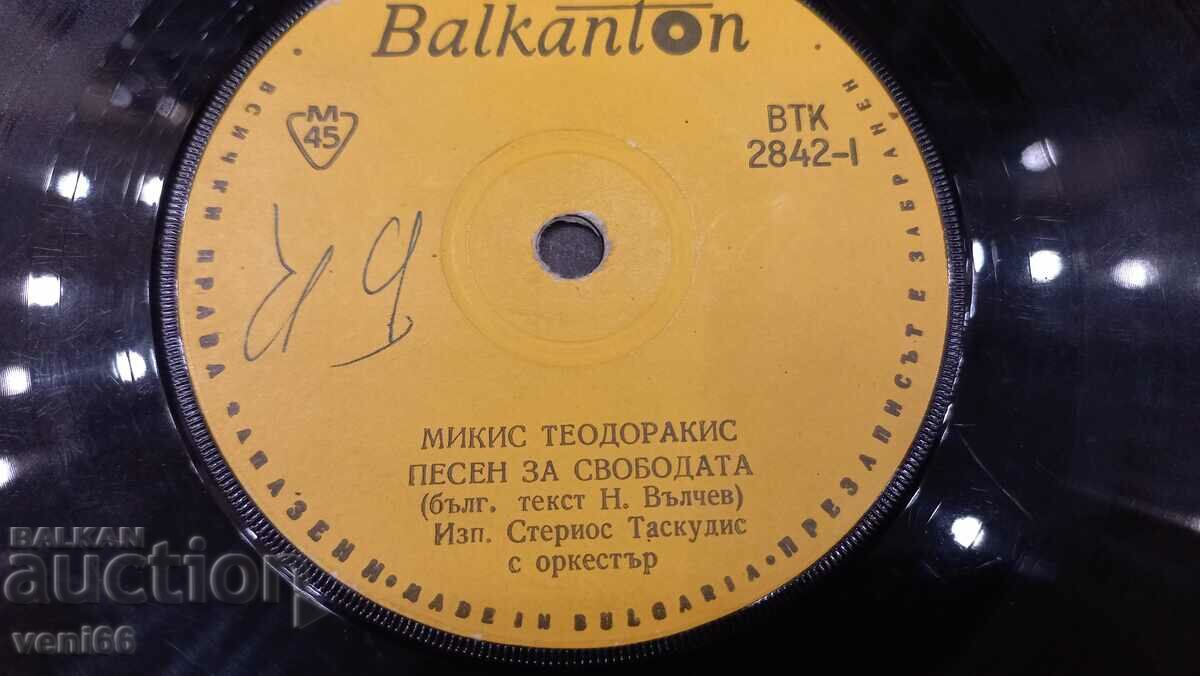 Balkanton
M
45
ВТК
2842-I
МИКИС ТЕОДОРАКИС
ПЕСЕН ЗА СВОБОДАТА
(бълг. текст Н. Вълчев)
Изп. Стериос Таскудис
с оркестър
ВСИЧКИ ПРАВА ЗАПАЗЕНИ · MADE IN BULGARIA · ПРЕЗАПИСЪТ Е ЗАБРАНЕН
BALKAN
auction
veni66